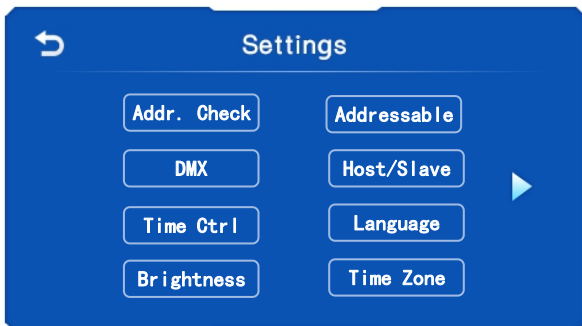 Settings
Addr. Check
Addressable
DMX
Host/Slave
Time Ctrl
Language
Brightness
Time Zone